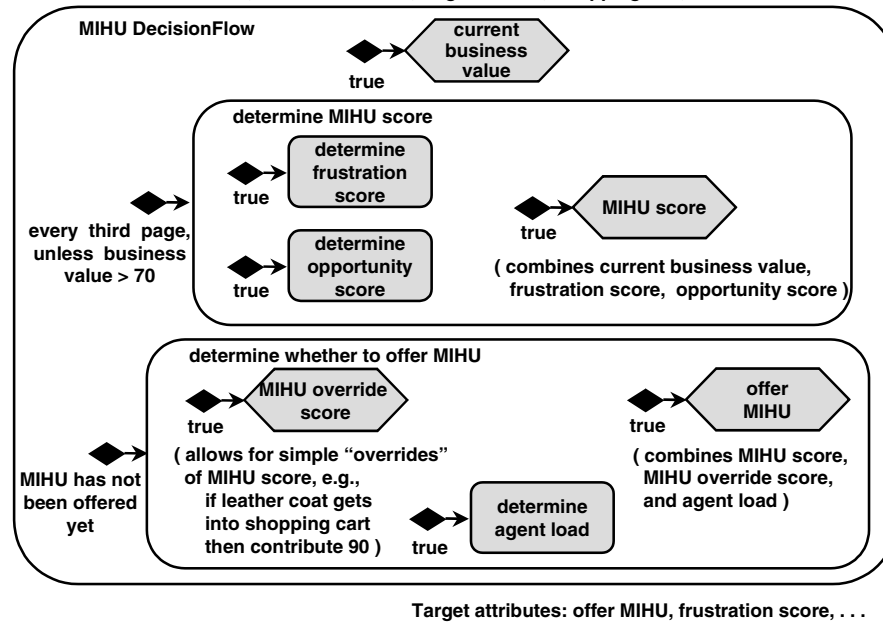 MIHU DecisionFlow
current
business
value
true
determine MIHU score
determine
frustration
score
true
MIHU score
true
every third page,
unless business
value > 70
determine
opportunity
score
true
( combines current business value,
frustration score, opportunity score )
determine whether to offer MIHU
MIHU override
score
true
offer
MIHU
true
( allows for simple “overrides”
of MIHU score, e.g.,
if leather coat gets
into shopping cart
then contribute 90 )
( combines MIHU score,
MIHU override score,
and agent load )
MIHU has not
been offered
yet
determine
agent load
true
Target attributes: offer MIHU, frustration score, . . .